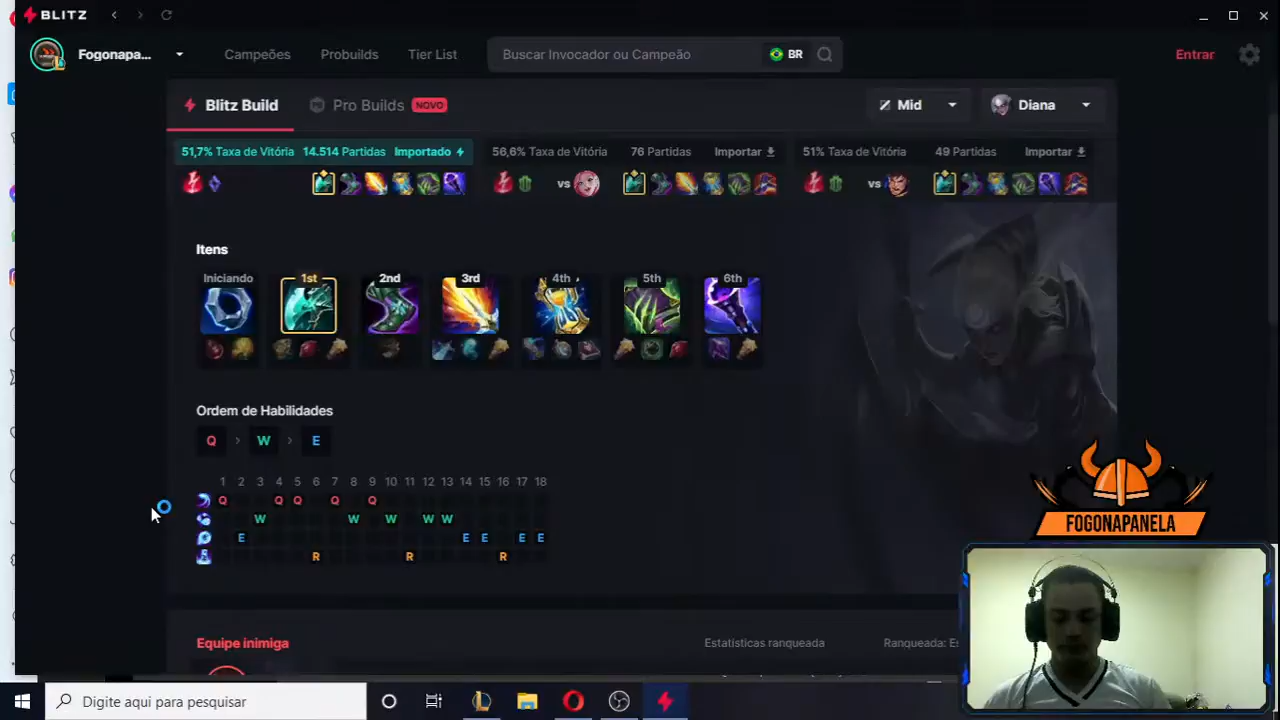 BLITZ
Fogonapa... Campeões Probuilds Tier List Buscar Invocador ou Campeão BR Entrar
Blitz Build Pro Builds NOVO Mid Diana
51,7% Taxa de Vitória 14.514 Partidas Importado 56,6% Taxa de Vitória 76 Partidas Importar 51% Taxa de Vitória 49 Partidas Importar
vs vs
Itens
Iniciando 1st 2nd 3rd 4th 5th 6th
Ordem de Habilidades
Q > W > E
1 2 3 4 5 6 7 8 9 10 11 12 13 14 15 16 17 18
Q Q Q Q Q
W W W W W
E E E E E
R R R
FOGONAPANELA
Equipe inimiga Estatísticas ranqueada Ranqueada: Es
Digite aqui para pesquisar